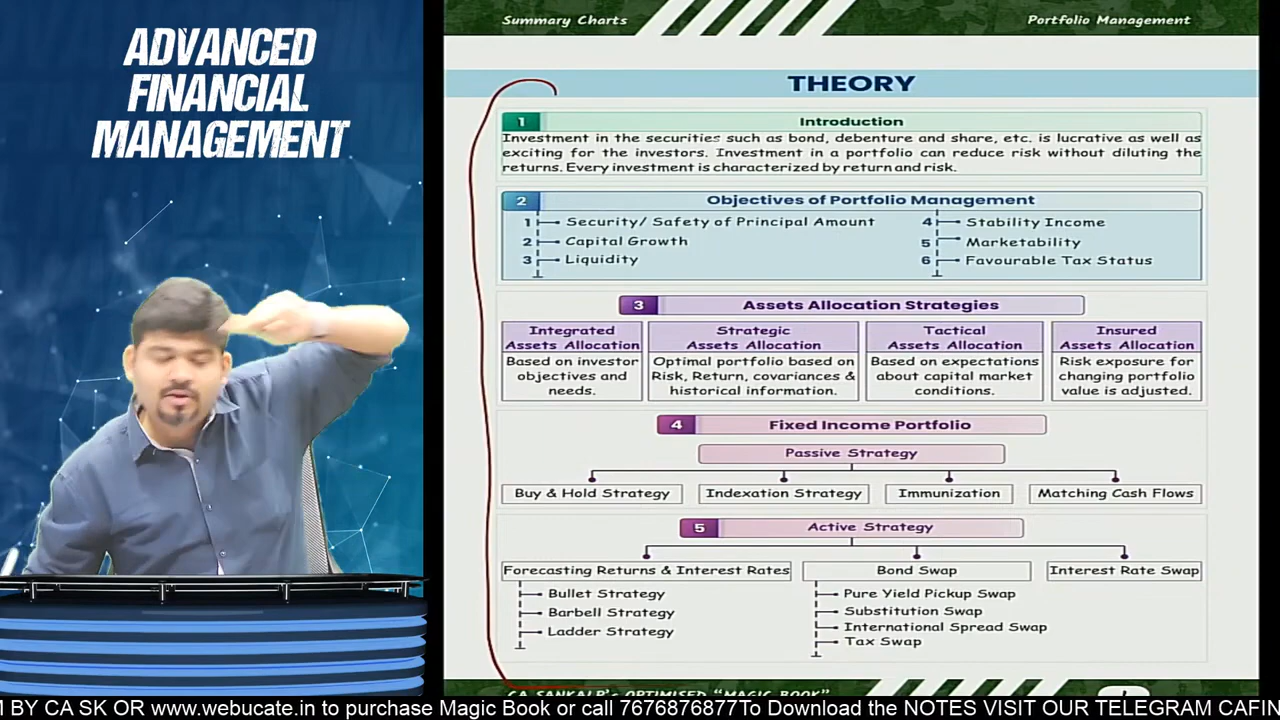 ADVANCED
FINANCIAL
MANAGEMENT
Summary Charts
Portfolio Management
THEORY
1 Introduction
Investment in the securities such as bond, debenture and share, etc. is lucrative as well as
exciting for the investors. Investment in a portfolio can reduce risk without diluting the
returns. Every investment is characterized by return and risk.
2 Objectives of Portfolio Management
1 Security/ Safety of Principal Amount
2 Capital Growth
3 Liquidity
4 Stability Income
5 Marketability
6 Favourable Tax Status
3 Assets Allocation Strategies
Integrated
Assets Allocation
Based on investor
objectives and
needs.
Strategic
Assets Allocation
Optimal portfolio based on
Risk, Return, covariances &
historical information.
Tactical
Assets Allocation
Based on expectations
about capital market
conditions.
Insured
Assets Allocation
Risk exposure for
changing portfolio
value is adjusted.
4 Fixed Income Portfolio
Passive Strategy
Buy & Hold Strategy
Indexation Strategy
Immunization
Matching Cash Flows
5 Active Strategy
Forecasting Returns & Interest Rates
Bullet Strategy
Barbell Strategy
Ladder Strategy
Bond Swap
Pure Yield Pickup Swap
Substitution Swap
International Spread Swap
Tax Swap
Interest Rate Swap
CA SANKALP'S OPTIMISED "MAGIC BOOK"
M BY CA SK OR www.webucate.in to purchase Magic Book or call 7676876877To Download the NOTES VISIT OUR TELEGRAM CAFIN